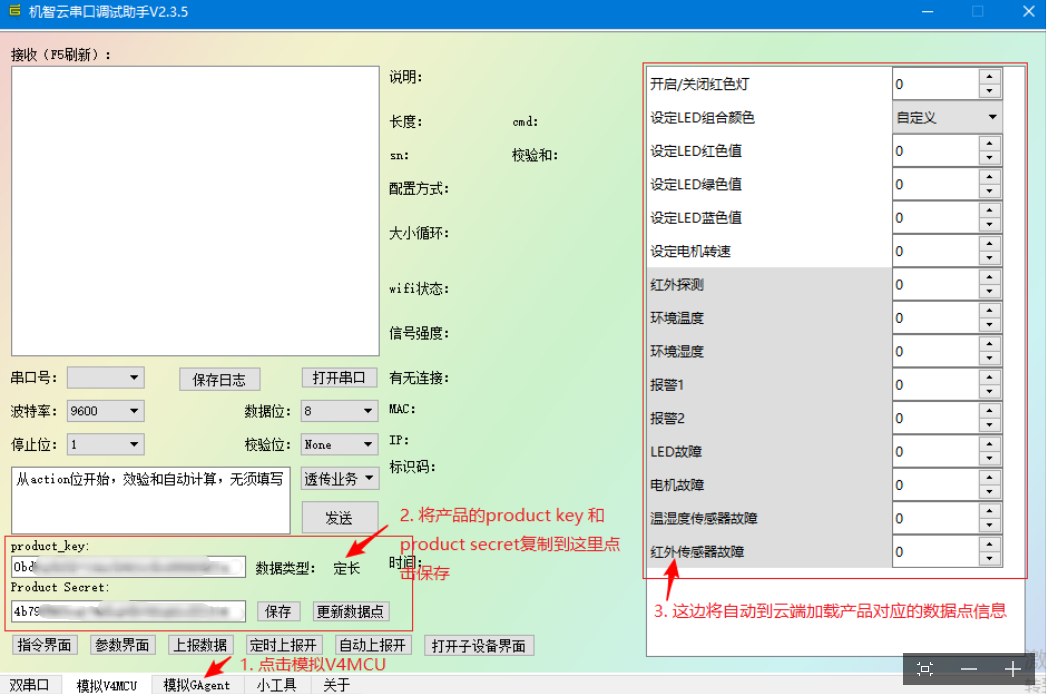 机智云串口调试助手V2.3.5
接收（F5刷新）:
说明:
长度:
cmd:
sn:
校验和:
配置方式:
大小循环:
wifi状态:
信号强度:
有无连接:
MAC:
IP:
标识码:
时间:
串口号:
保存日志
打开串口
波特率: 9600
数据位: 8
停止位: 1
校验位: None
从action位开始，效验和自动计算，无须填写
透传业务
发送
product_key:
0bd
数据类型: 定长
Product Secret:
4b79
保存
更新数据点
指令界面
参数界面
上报数据
定时上报开
自动上报开
打开子设备界面
双串口
模拟V4MCU
模拟GAgent
小工具
关于
1. 点击模拟V4MCU
2. 将产品的product key 和
product secret复制到这里点
击保存
开启/关闭红色灯 0
设定LED组合颜色 自定义
设定LED红色值 0
设定LED绿色值 0
设定LED蓝色值 0
设定电机转速 0
红外探测 0
环境温度 0
环境湿度 0
报警1 0
报警2 0
LED故障 0
电机故障 0
温湿度传感器故障 0
红外传感器故障 0
3. 这边将自动到云端加载产品对应的数据点信息